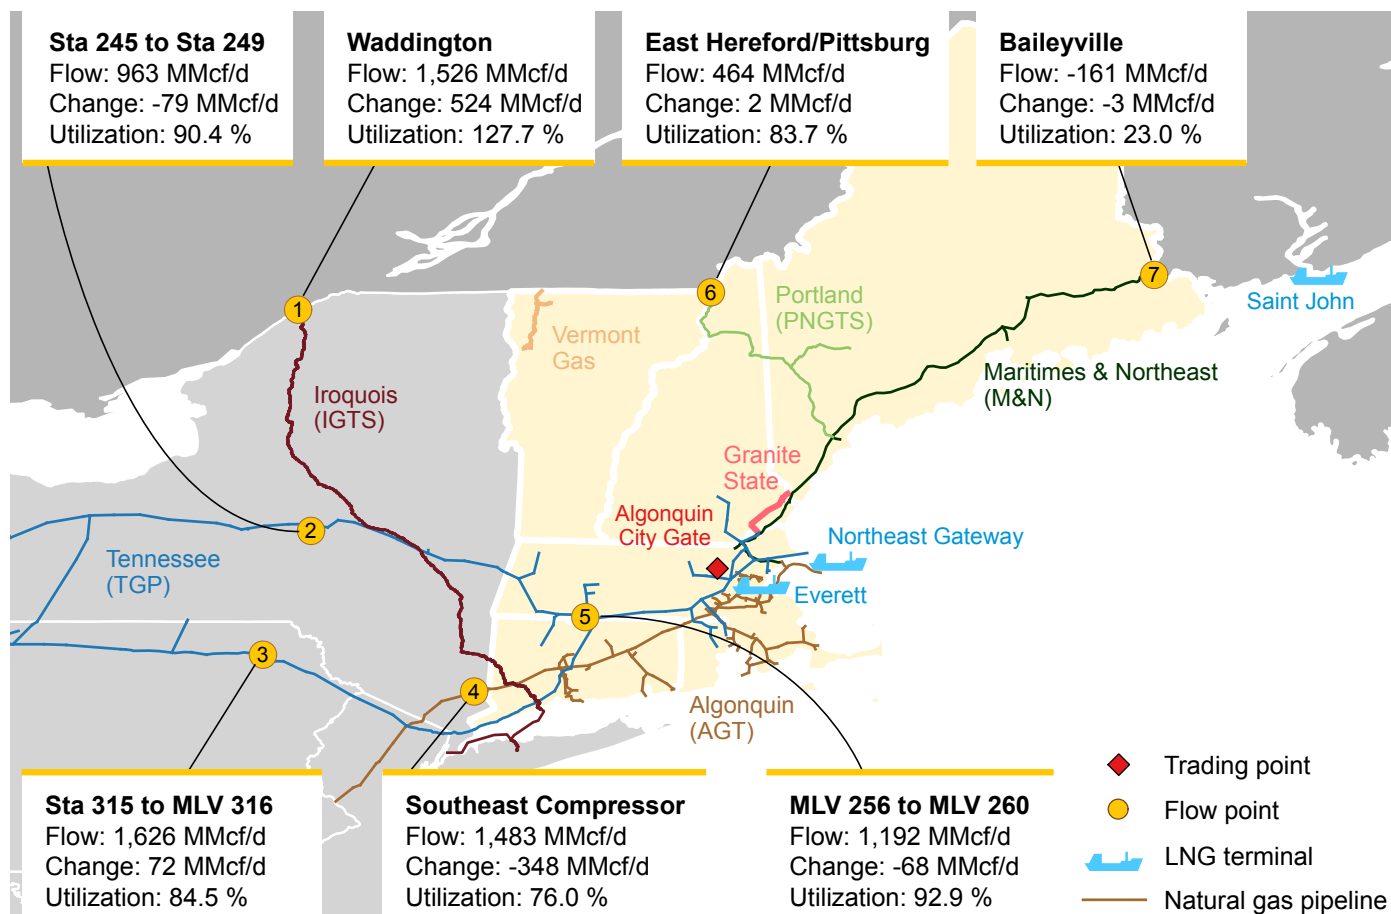 Sta 245 to Sta 249
Flow: 963 MMcf/d
Change: -79 MMcf/d
Utilization: 90.4 %
Waddington
Flow: 1,526 MMcf/d
Change: 524 MMcf/d
Utilization: 127.7 %
East Hereford/Pittsburg
Flow: 464 MMcf/d
Change: 2 MMcf/d
Utilization: 83.7 %
Baileyville
Flow: -161 MMcf/d
Change: -3 MMcf/d
Utilization: 23.0 %
1
6
7
Saint John
Portland
(PNGTS)
Vermont
Gas
Maritimes & Northeast
(M&N)
Iroquois
(IGTS)
Granite
State
Algonquin
City Gate
2
Northeast Gateway
Tennessee
(TGP)
Everett
5
3
4
Algonquin
(AGT)
Sta 315 to MLV 316
Flow: 1,626 MMcf/d
Change: 72 MMcf/d
Utilization: 84.5 %
Southeast Compressor
Flow: 1,483 MMcf/d
Change: -348 MMcf/d
Utilization: 76.0 %
MLV 256 to MLV 260
Flow: 1,192 MMcf/d
Change: -68 MMcf/d
Utilization: 92.9 %
Trading point
Flow point
LNG terminal
Natural gas pipeline